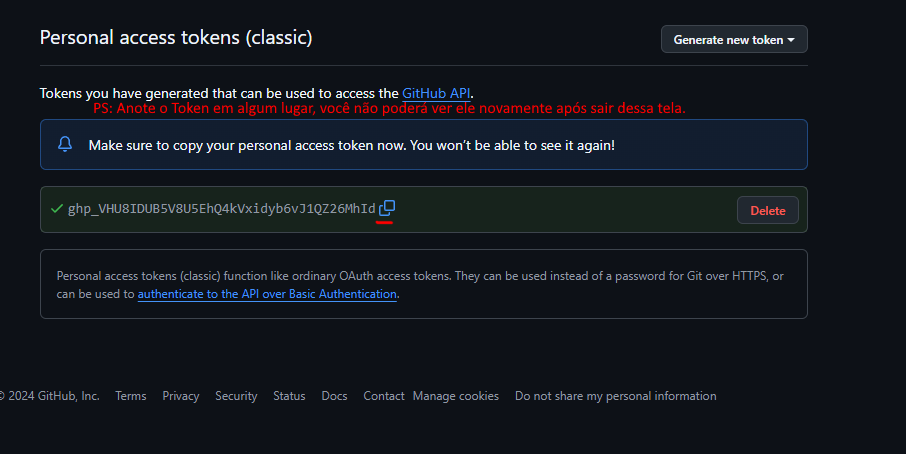 Personal access tokens (classic)
Generate new token
Tokens you have generated that can be used to access the GitHub API.
PS: Anote o Token em algum lugar, você não poderá ver ele novamente após sair dessa tela.
Make sure to copy your personal access token now. You won't be able to see it again!
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
Delete
Personal access tokens (classic) function like ordinary OAuth access tokens. They can be used instead of a password for Git over HTTPS, or
can be used to authenticate to the API over Basic Authentication.
© 2024 GitHub, Inc. Terms Privacy Security Status Docs Contact Manage cookies Do not share my personal information